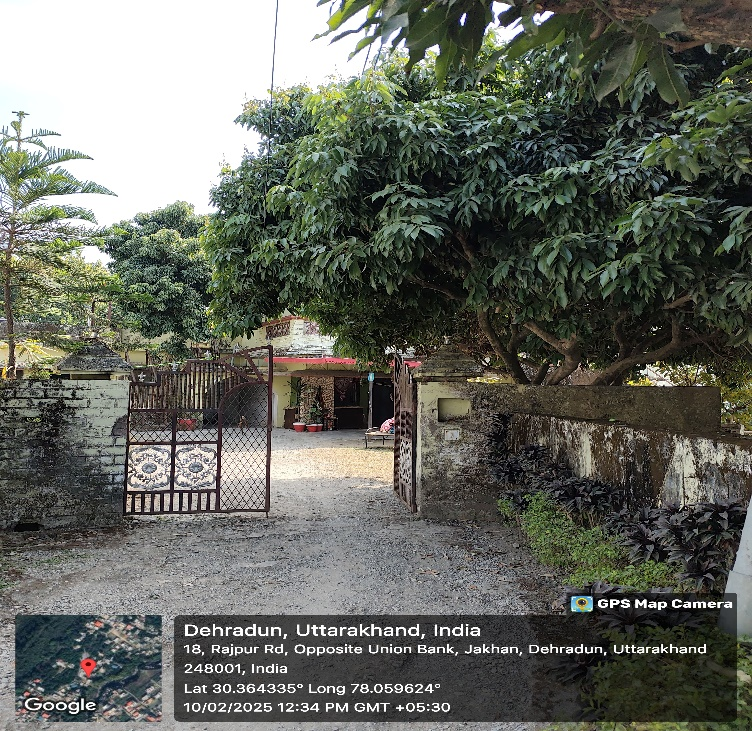 GPS Map Camera
Dehradun, Uttarakhand, India
18, Rajpur Rd, Opposite Union Bank, Jakhan, Dehradun, Uttarakhand
248001, India
Lat 30.364335° Long 78.059624°
10/02/2025 12:34 PM GMT +05:30
Google